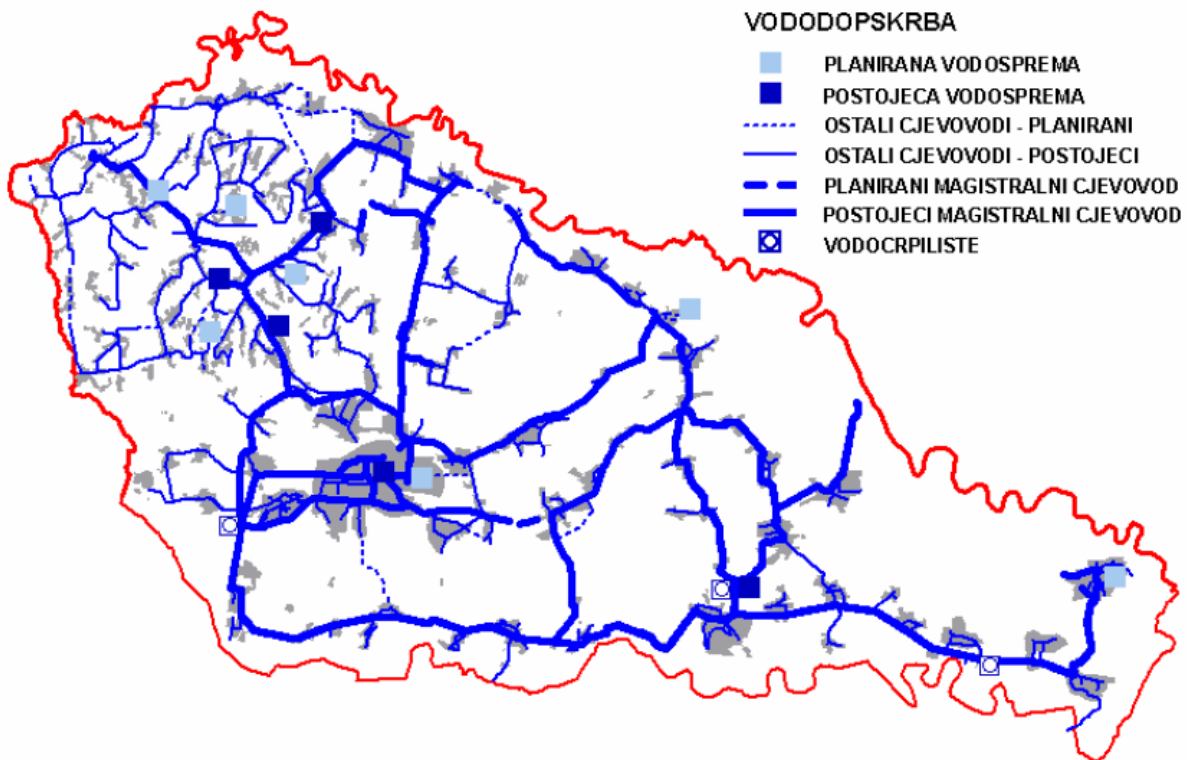 VODODOPSKRBA
PLANIRANA VODOSPREMA
POSTOJECA VODOSPREMA
OSTALI CJEVOVODI - PLANIRANI
OSTALI CJEVOVODI - POSTOJECI
PLANIRANI MAGISTRALNI CJEVOVOD
POSTOJECI MAGISTRALNI CJEVOVOD
VODOCRPILISTE